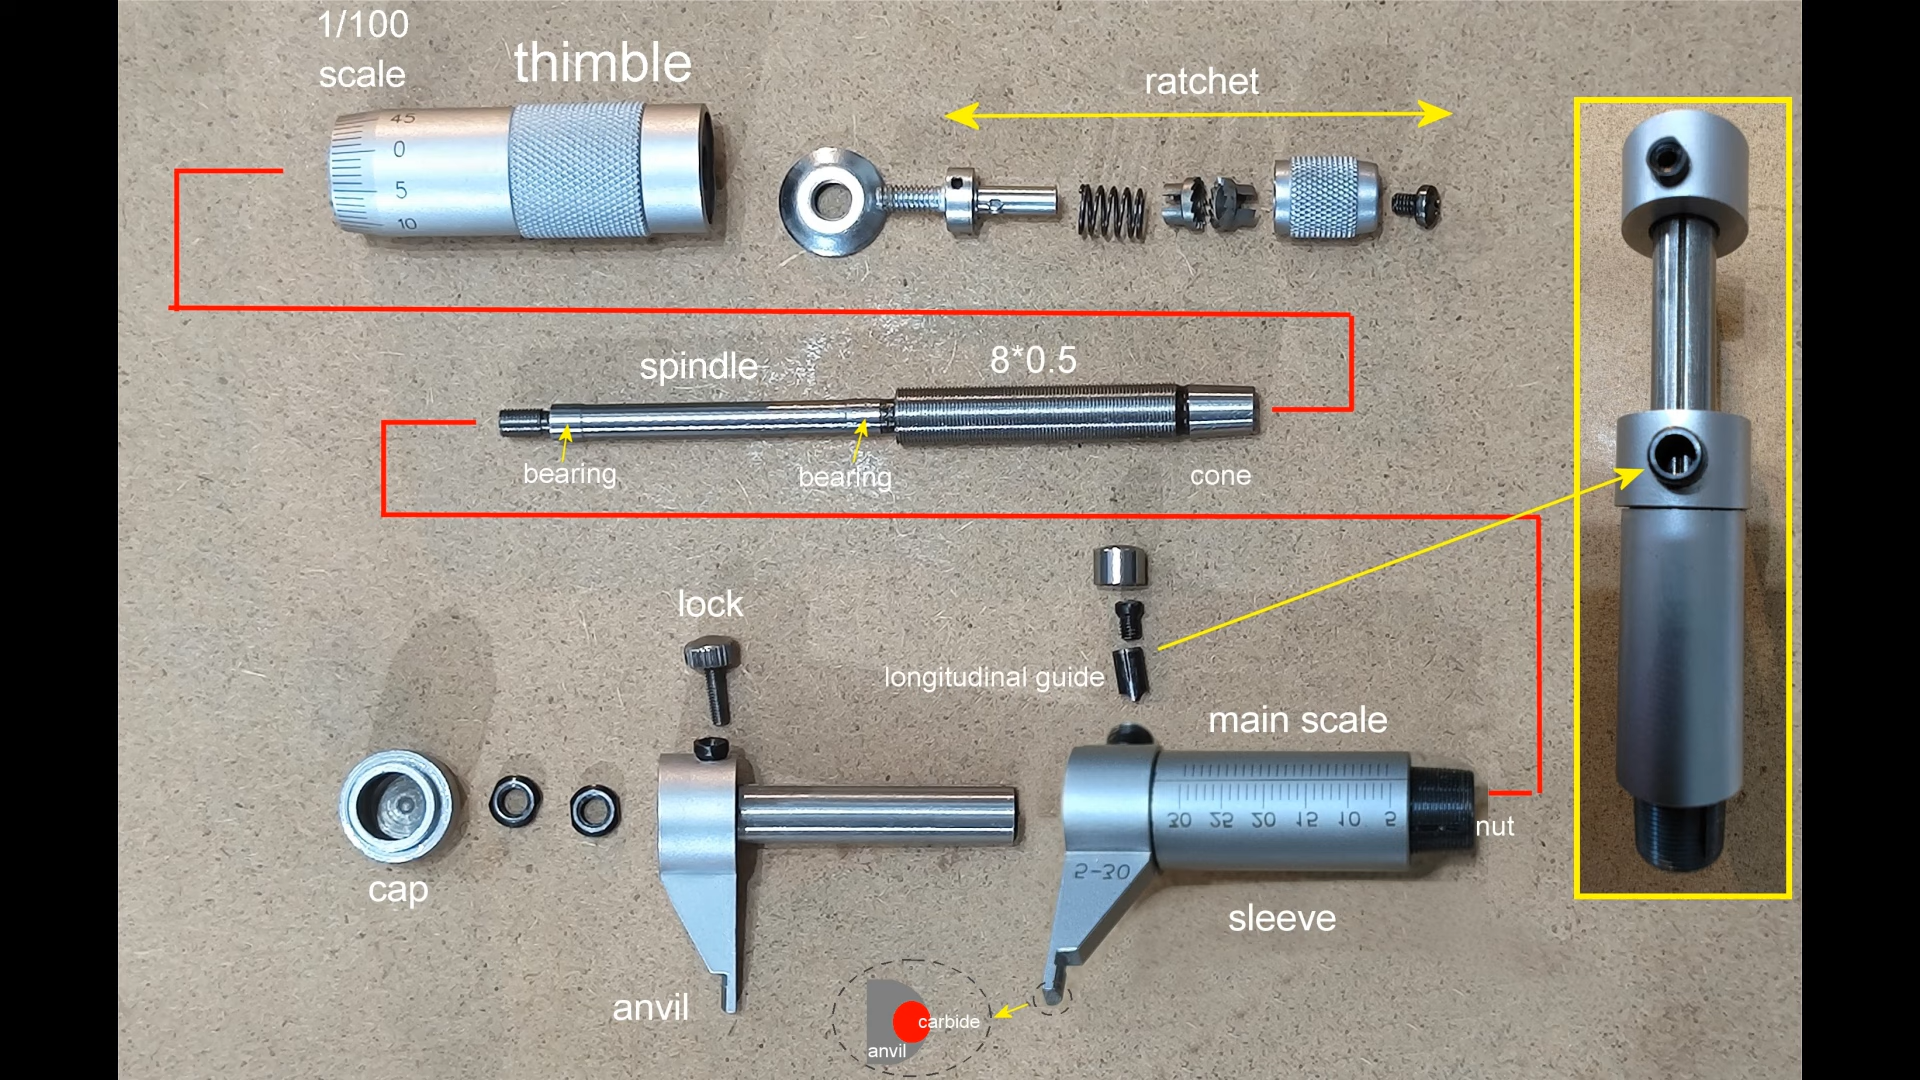 1/100
scale
thimble
ratchet
45
0
5
10
spindle
8*0.5
bearing
bearing
cone
lock
longitudinal guide
main scale
30 25 20 15 10 5
nut
5-30
cap
sleeve
anvil
carbide
anvil